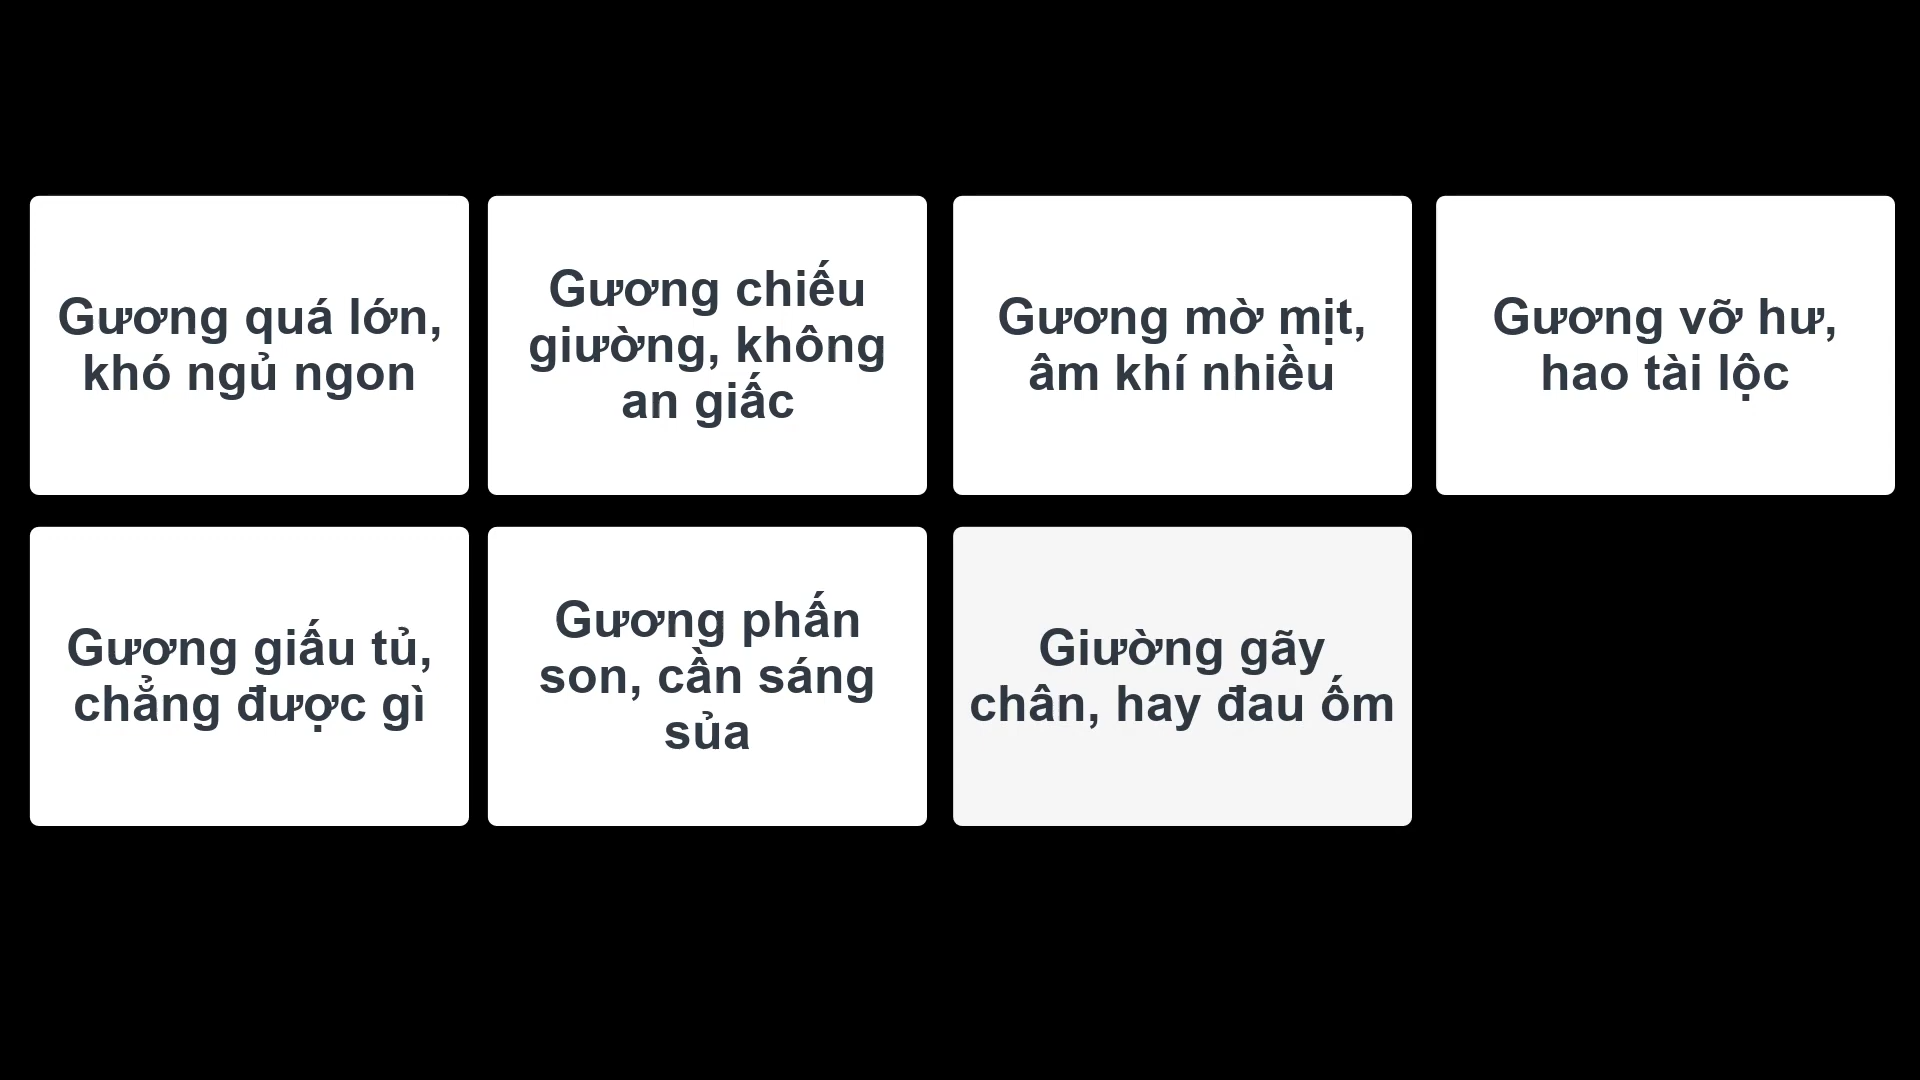 Gương quá lớn,
khó ngủ ngon
Gương chiếu
giường, không
an giấc
Gương mờ mịt,
âm khí nhiều
Gương vỡ hư,
hao tài lộc
Gương giấu tủ,
chẳng được gì
Gương phấn
son, cần sáng
sủa
Giường gãy
chân, hay đau ốm